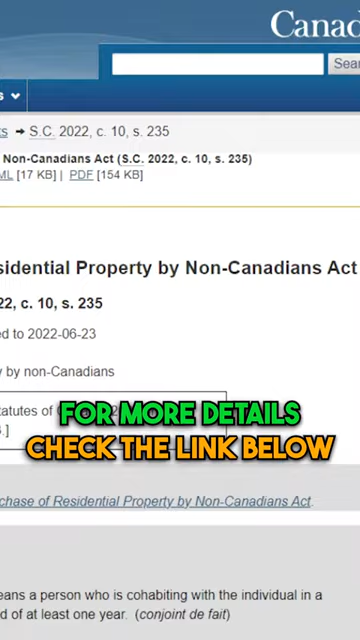 Canad
Sear
s
ts → S.C. 2022, c. 10, s. 235
Non-Canadians Act (S.C. 2022, c. 10, s. 235)
ML [17 KB] | PDF [154 KB]
sidential Property by Non-Canadians Act
22, c. 10, s. 235
ed to 2022-06-23
y by non-Canadians
tatutes of
.]
FOR MORE DETAILS
CHECK THE LINK BELOW
chase of Residential Property by Non-Canadians Act.
eans a person who is cohabiting with the individual in a
d of at least one year. (conjoint de fait)